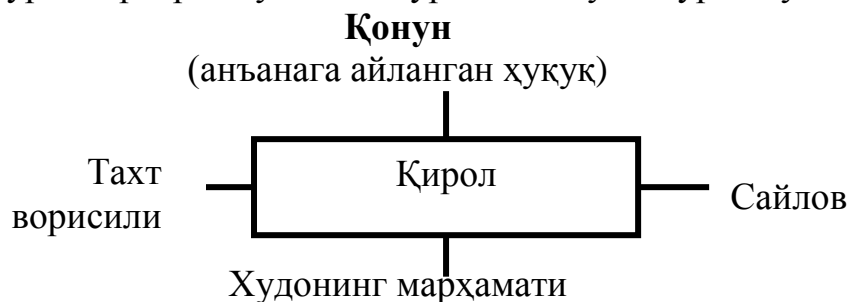 Қонун
(анъанага айланган ҳуқуқ)
Тахт
ворисили
Қирол
Сайлов
Худонинг марҳамати